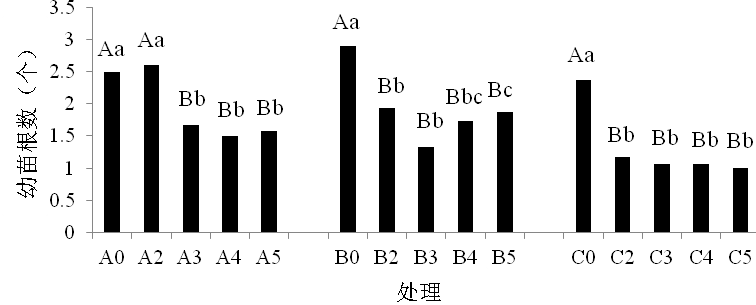 3.5
3
2.5
2
1.5
1
0.5
0
幼苗根数（个）
Aa Aa Bb Bb Bb Aa Bb Bb Bbc Bc Aa Bb Bb Bb Bb
A0 A2 A3 A4 A5 B0 B2 B3 B4 B5 C0 C2 C3 C4 C5
处理